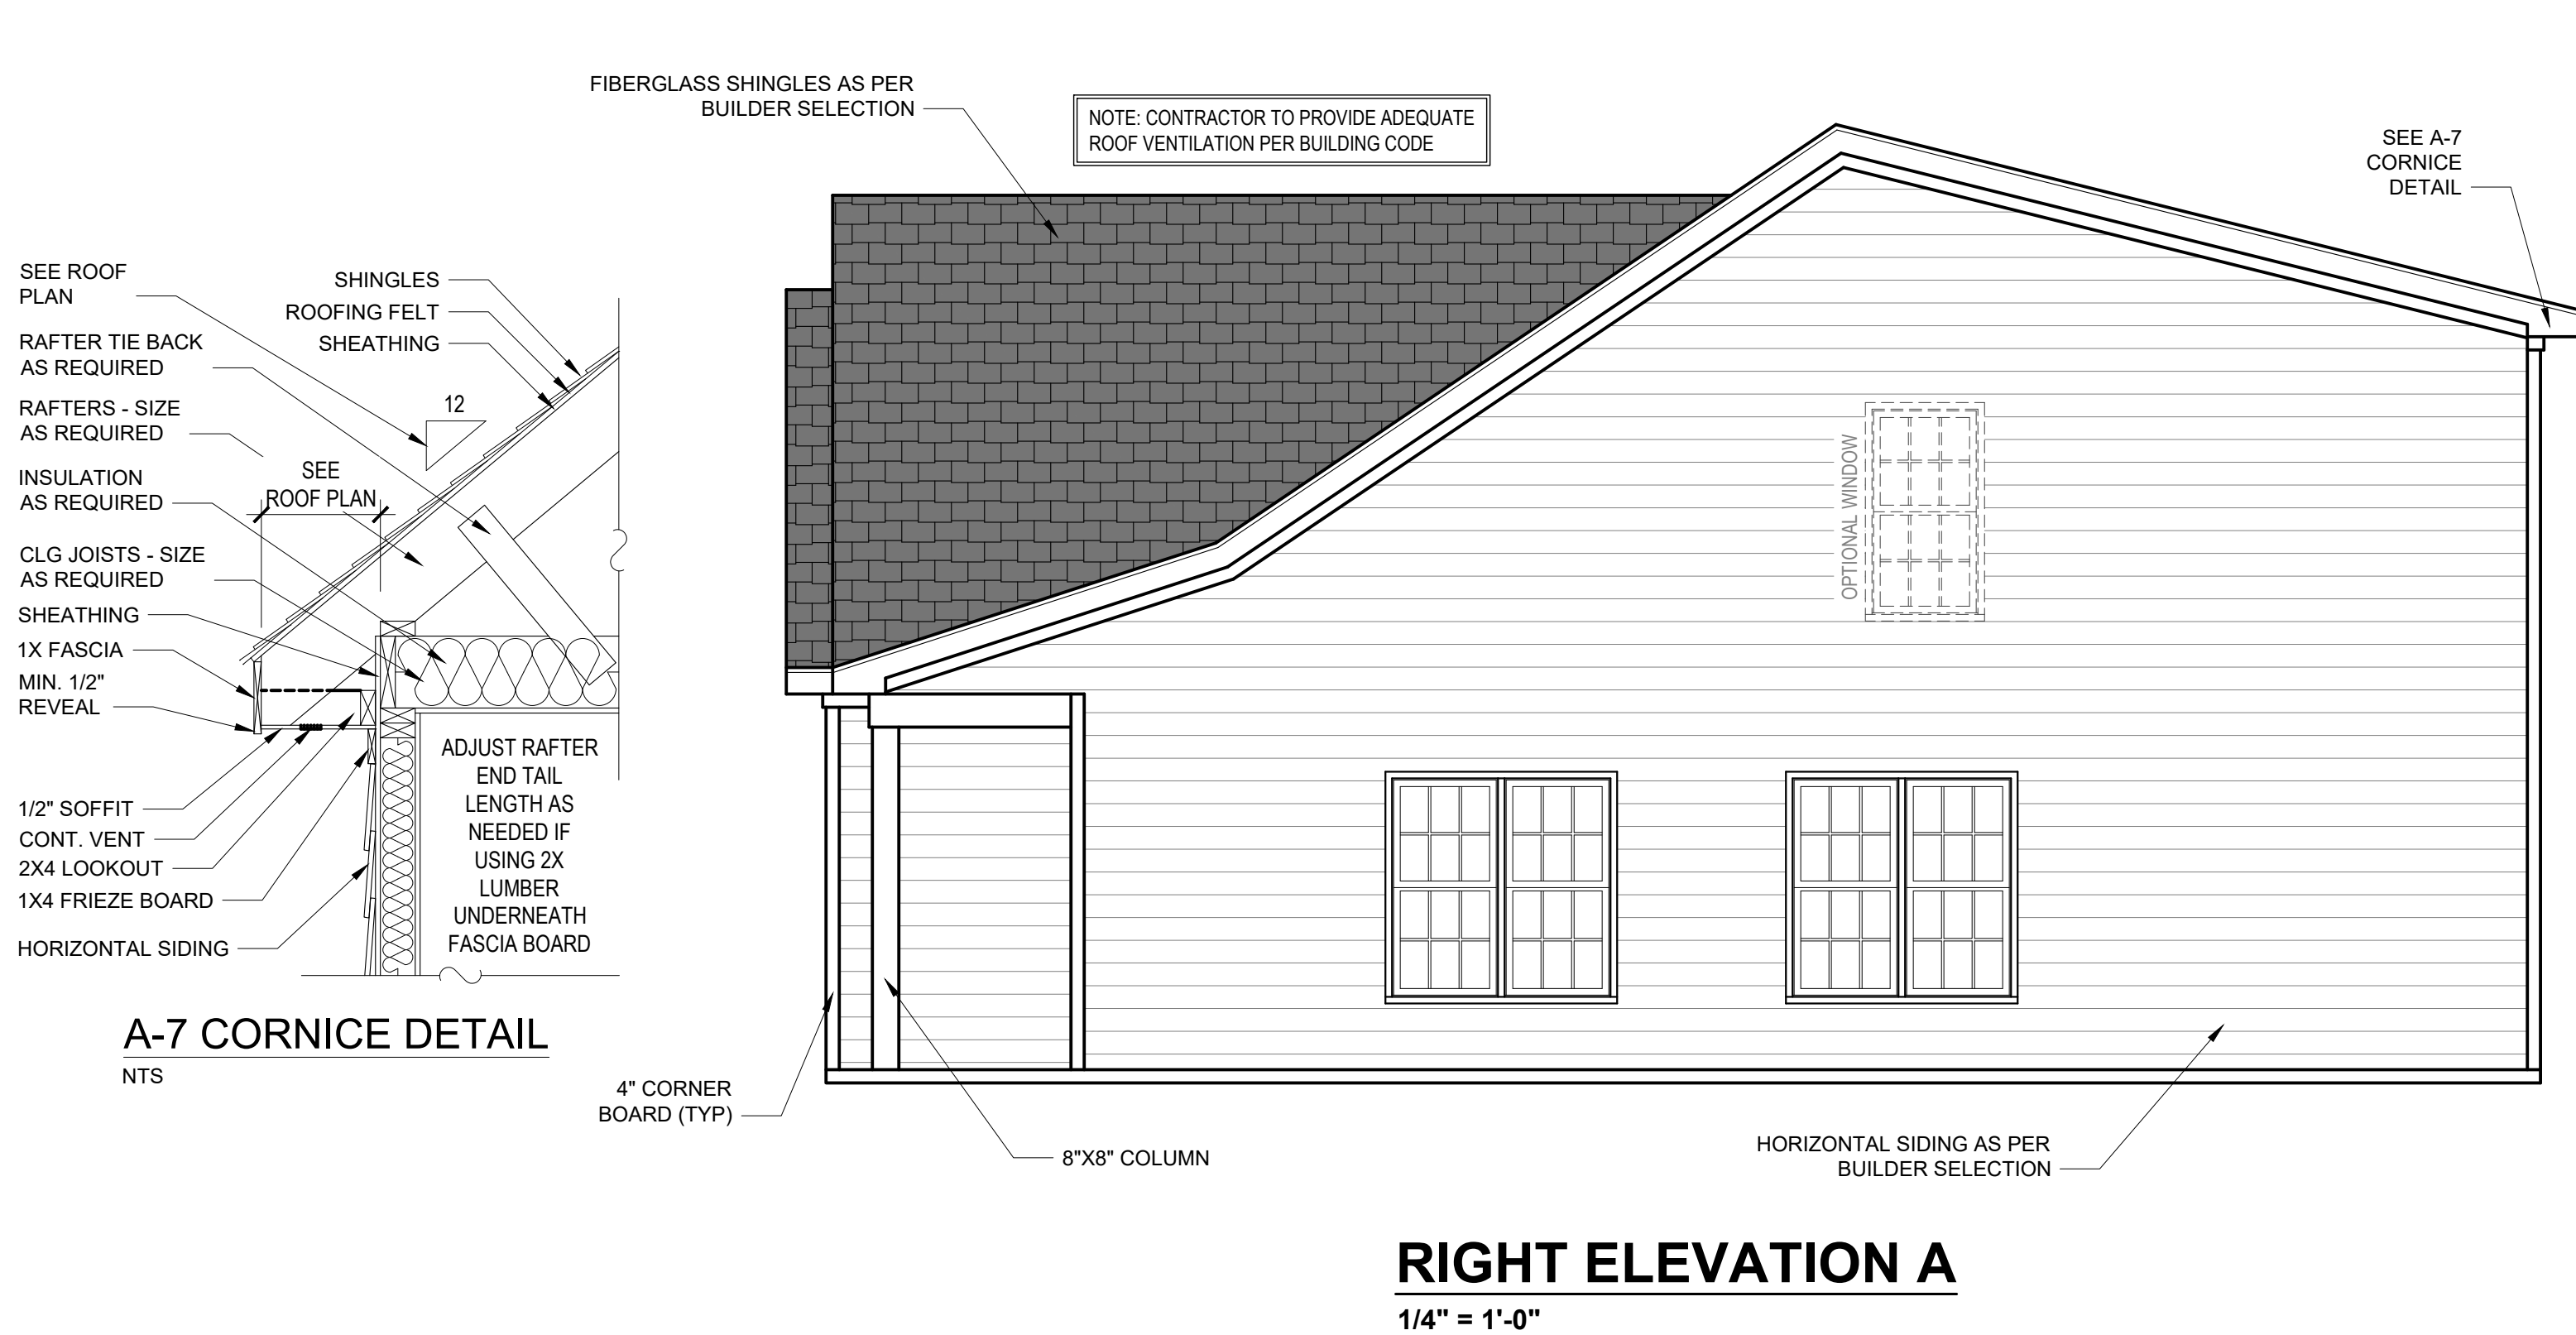 FIBERGLASS SHINGLES AS PER
BUILDER SELECTION
NOTE: CONTRACTOR TO PROVIDE ADEQUATE
ROOF VENTILATION PER BUILDING CODE
SEE A-7
CORNICE
DETAIL
SEE ROOF
PLAN
SHINGLES
ROOFING FELT
SHEATHING
RAFTER TIE BACK
AS REQUIRED
RAFTERS - SIZE
AS REQUIRED
12
SEE
ROOF PLAN
INSULATION
AS REQUIRED
CLG JOISTS - SIZE
AS REQUIRED
SHEATHING
1X FASCIA
MIN. 1/2"
REVEAL
1/2" SOFFIT
CONT. VENT
2X4 LOOKOUT
1X4 FRIEZE BOARD
HORIZONTAL SIDING
ADJUST RAFTER
END TAIL
LENGTH AS
NEEDED IF
USING 2X
LUMBER
UNDERNEATH
FASCIA BOARD
A-7 CORNICE DETAIL
NTS
OPTIONAL WINDOW
4" CORNER
BOARD (TYP)
8"X8" COLUMN
HORIZONTAL SIDING AS PER
BUILDER SELECTION
RIGHT ELEVATION A
1/4" = 1'-0"